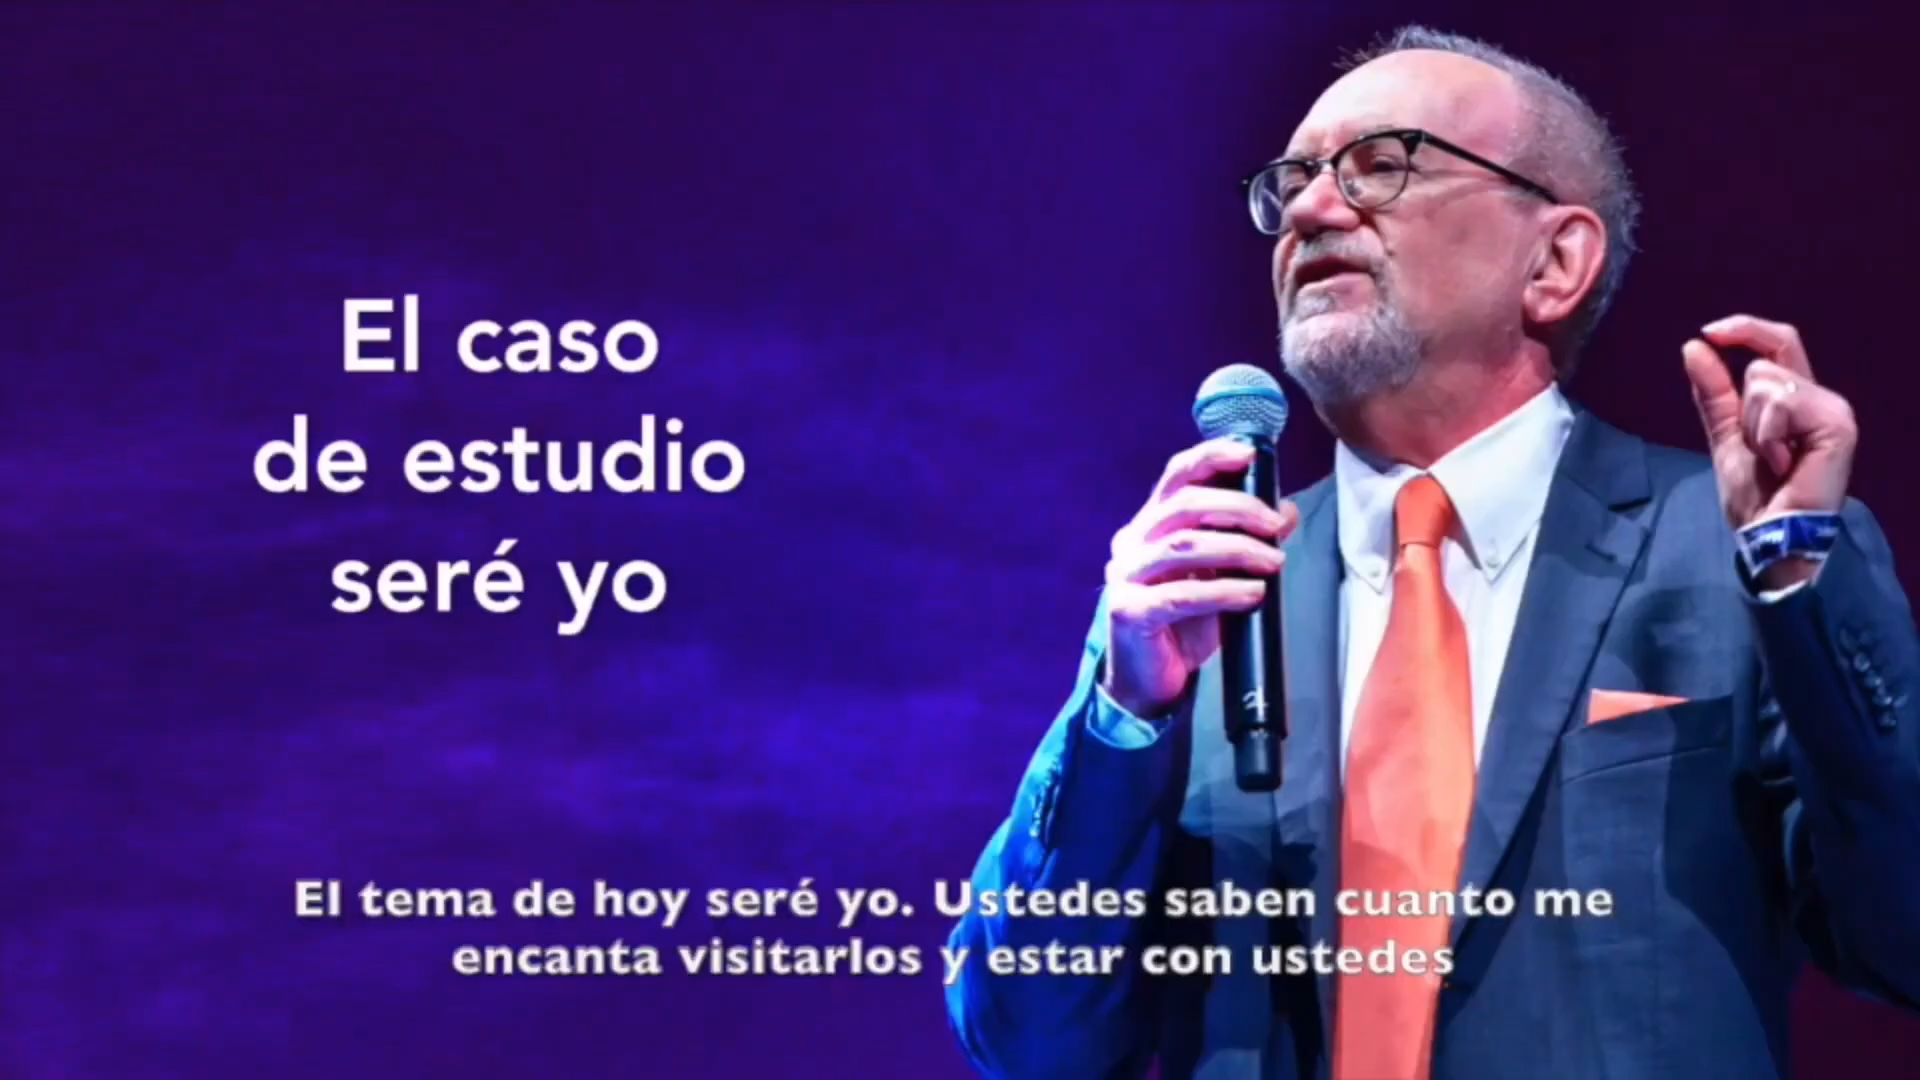 El caso
de estudio
seré yo
El tema de hoy seré yo. Ustedes saben cuanto me
encanta visitarlos y estar con ustedes